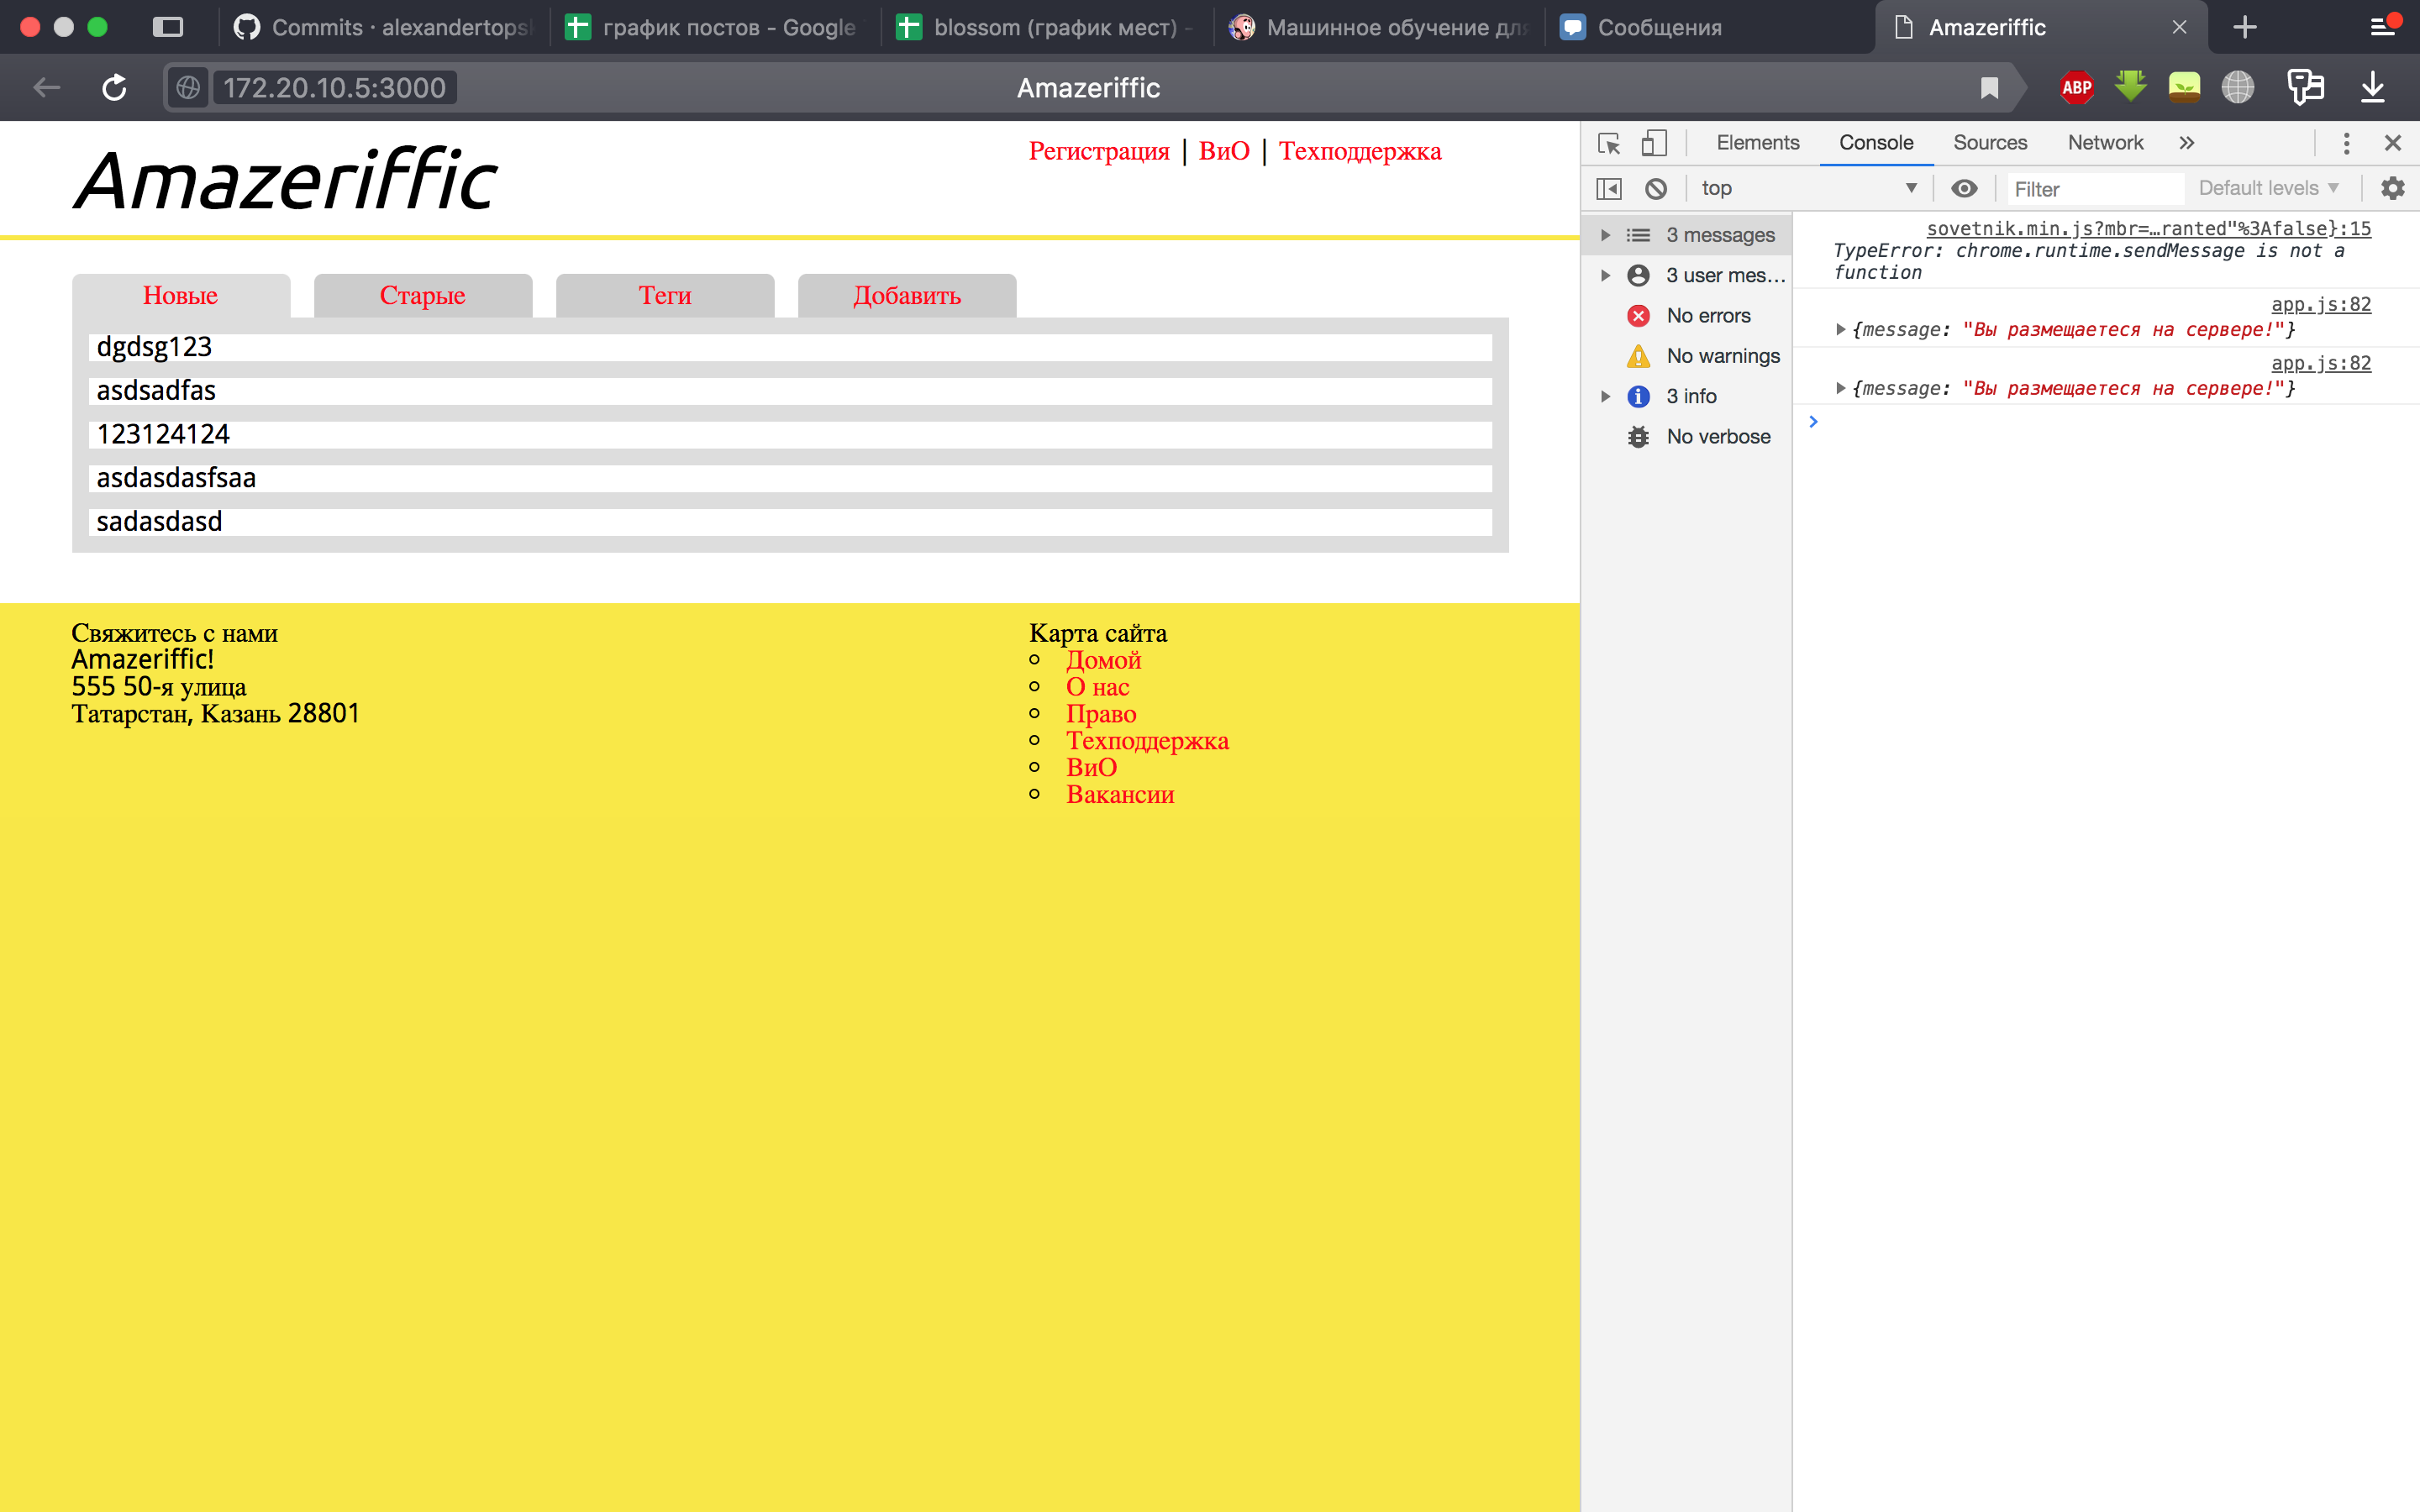 Commits · alexandertops
график постов - Google
blossom (график мест) -
Машинное обучение для
Сообщения
Amazeriffic
172.20.10.5:3000
Amazeriffic
ABP
Amazeriffic
Регистрация | ВиО | Техподдержка
Новые
Старые
Теги
Добавить
dgdsg123
asdsadfas
123124124
asdasdasfsaa
sadasdasd
Свяжитесь с нами
Amazeriffic!
555 50-я улица
Татарстан, Казань 28801
Карта сайта
Домой
О нас
Право
Техподдержка
ВиО
Вакансии
Elements
Console
Sources
Network
top
Filter
Default levels
3 messages
3 user mes…
No errors
No warnings
3 info
No verbose
sovetnik.min.js?mbr=…ranted"%3Afalse}:15
TypeError: chrome.runtime.sendMessage is not a
function
app.js:82
{message: "Вы размещаетеся на сервере!"}
app.js:82
{message: "Вы размещаетеся на сервере!"}